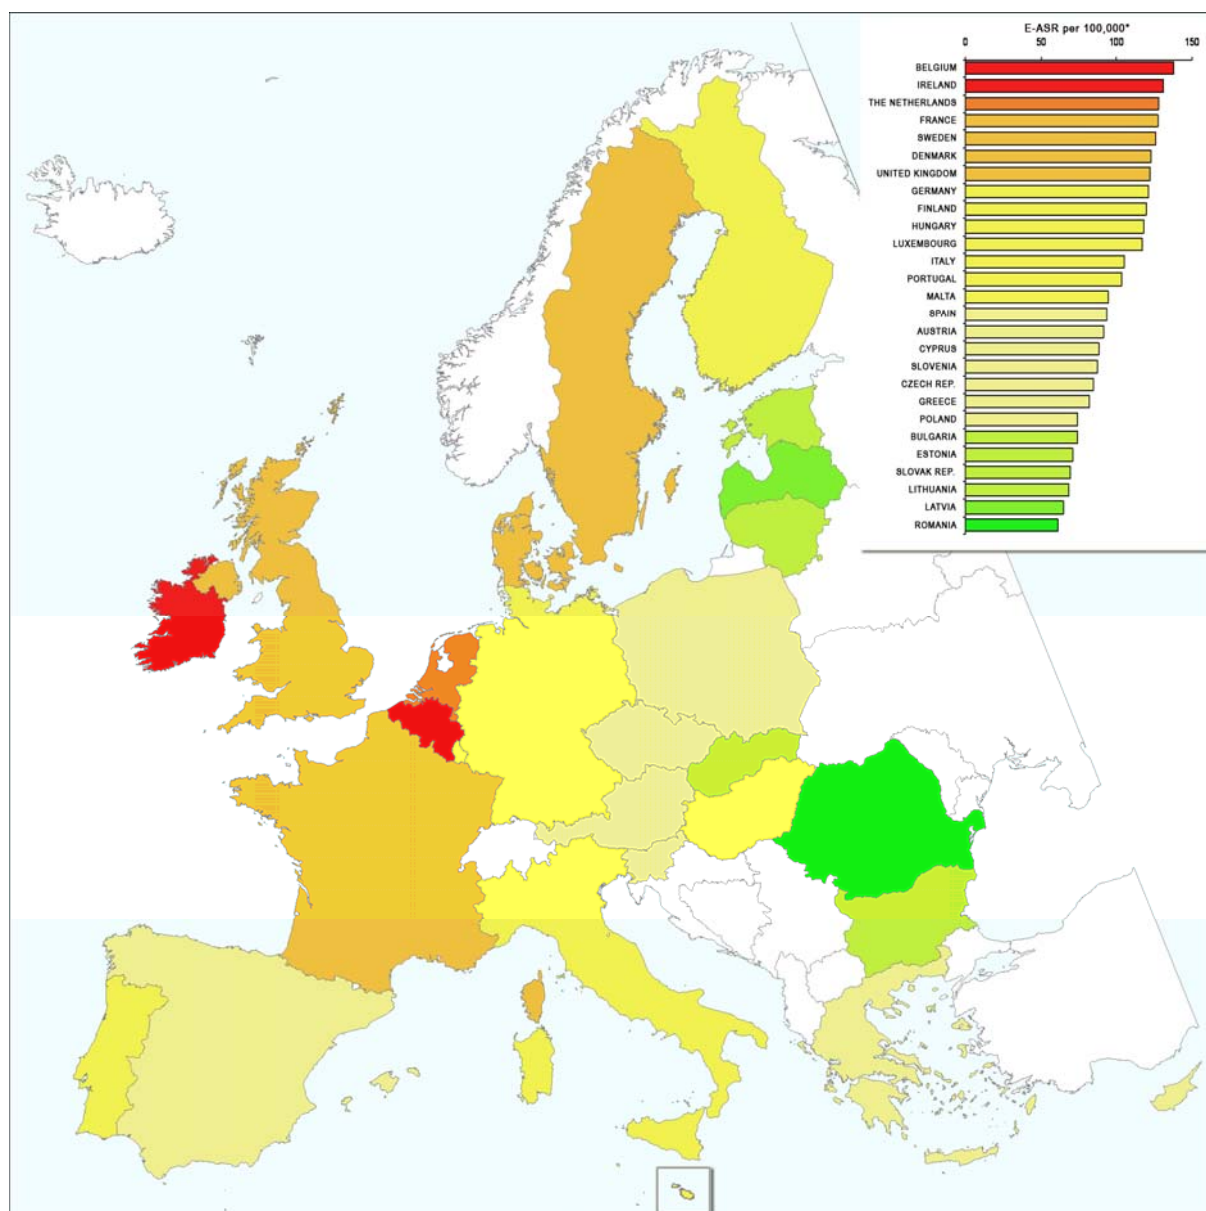 E-ASR per 100,000*
0 50 100 150
BELGIUM
IRELAND
THE NETHERLANDS
FRANCE
SWEDEN
DENMARK
UNITED KINGDOM
GERMANY
FINLAND
HUNGARY
LUXEMBOURG
ITALY
PORTUGAL
MALTA
SPAIN
AUSTRIA
CYPRUS
SLOVENIA
CZECH REP.
GREECE
POLAND
BULGARIA
ESTONIA
SLOVAK REP.
LITHUANIA
LATVIA
ROMANIA